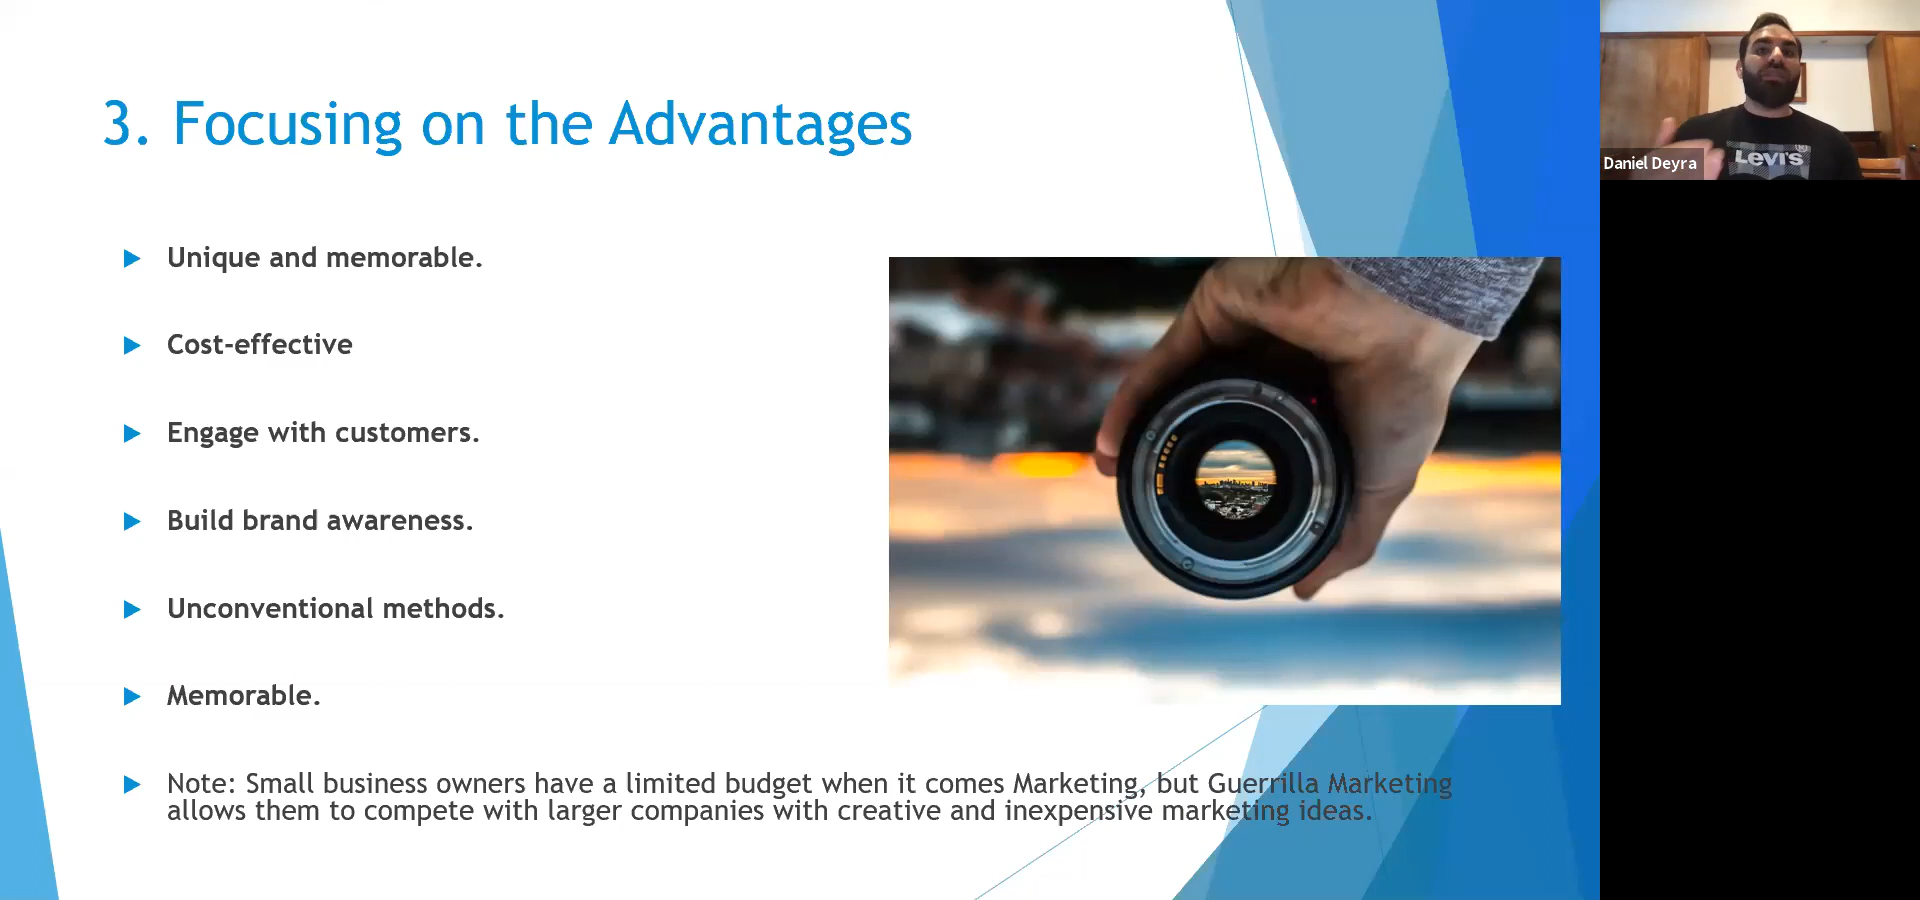 3. Focusing on the Advantages
Unique and memorable.
Cost-effective
Engage with customers.
Build brand awareness.
Unconventional methods.
Memorable.
Note: Small business owners have a limited budget when it comes Marketing, but Guerrilla Marketing
allows them to compete with larger companies with creative and inexpensive marketing ideas.
Daniel Deyra
LEVI'S